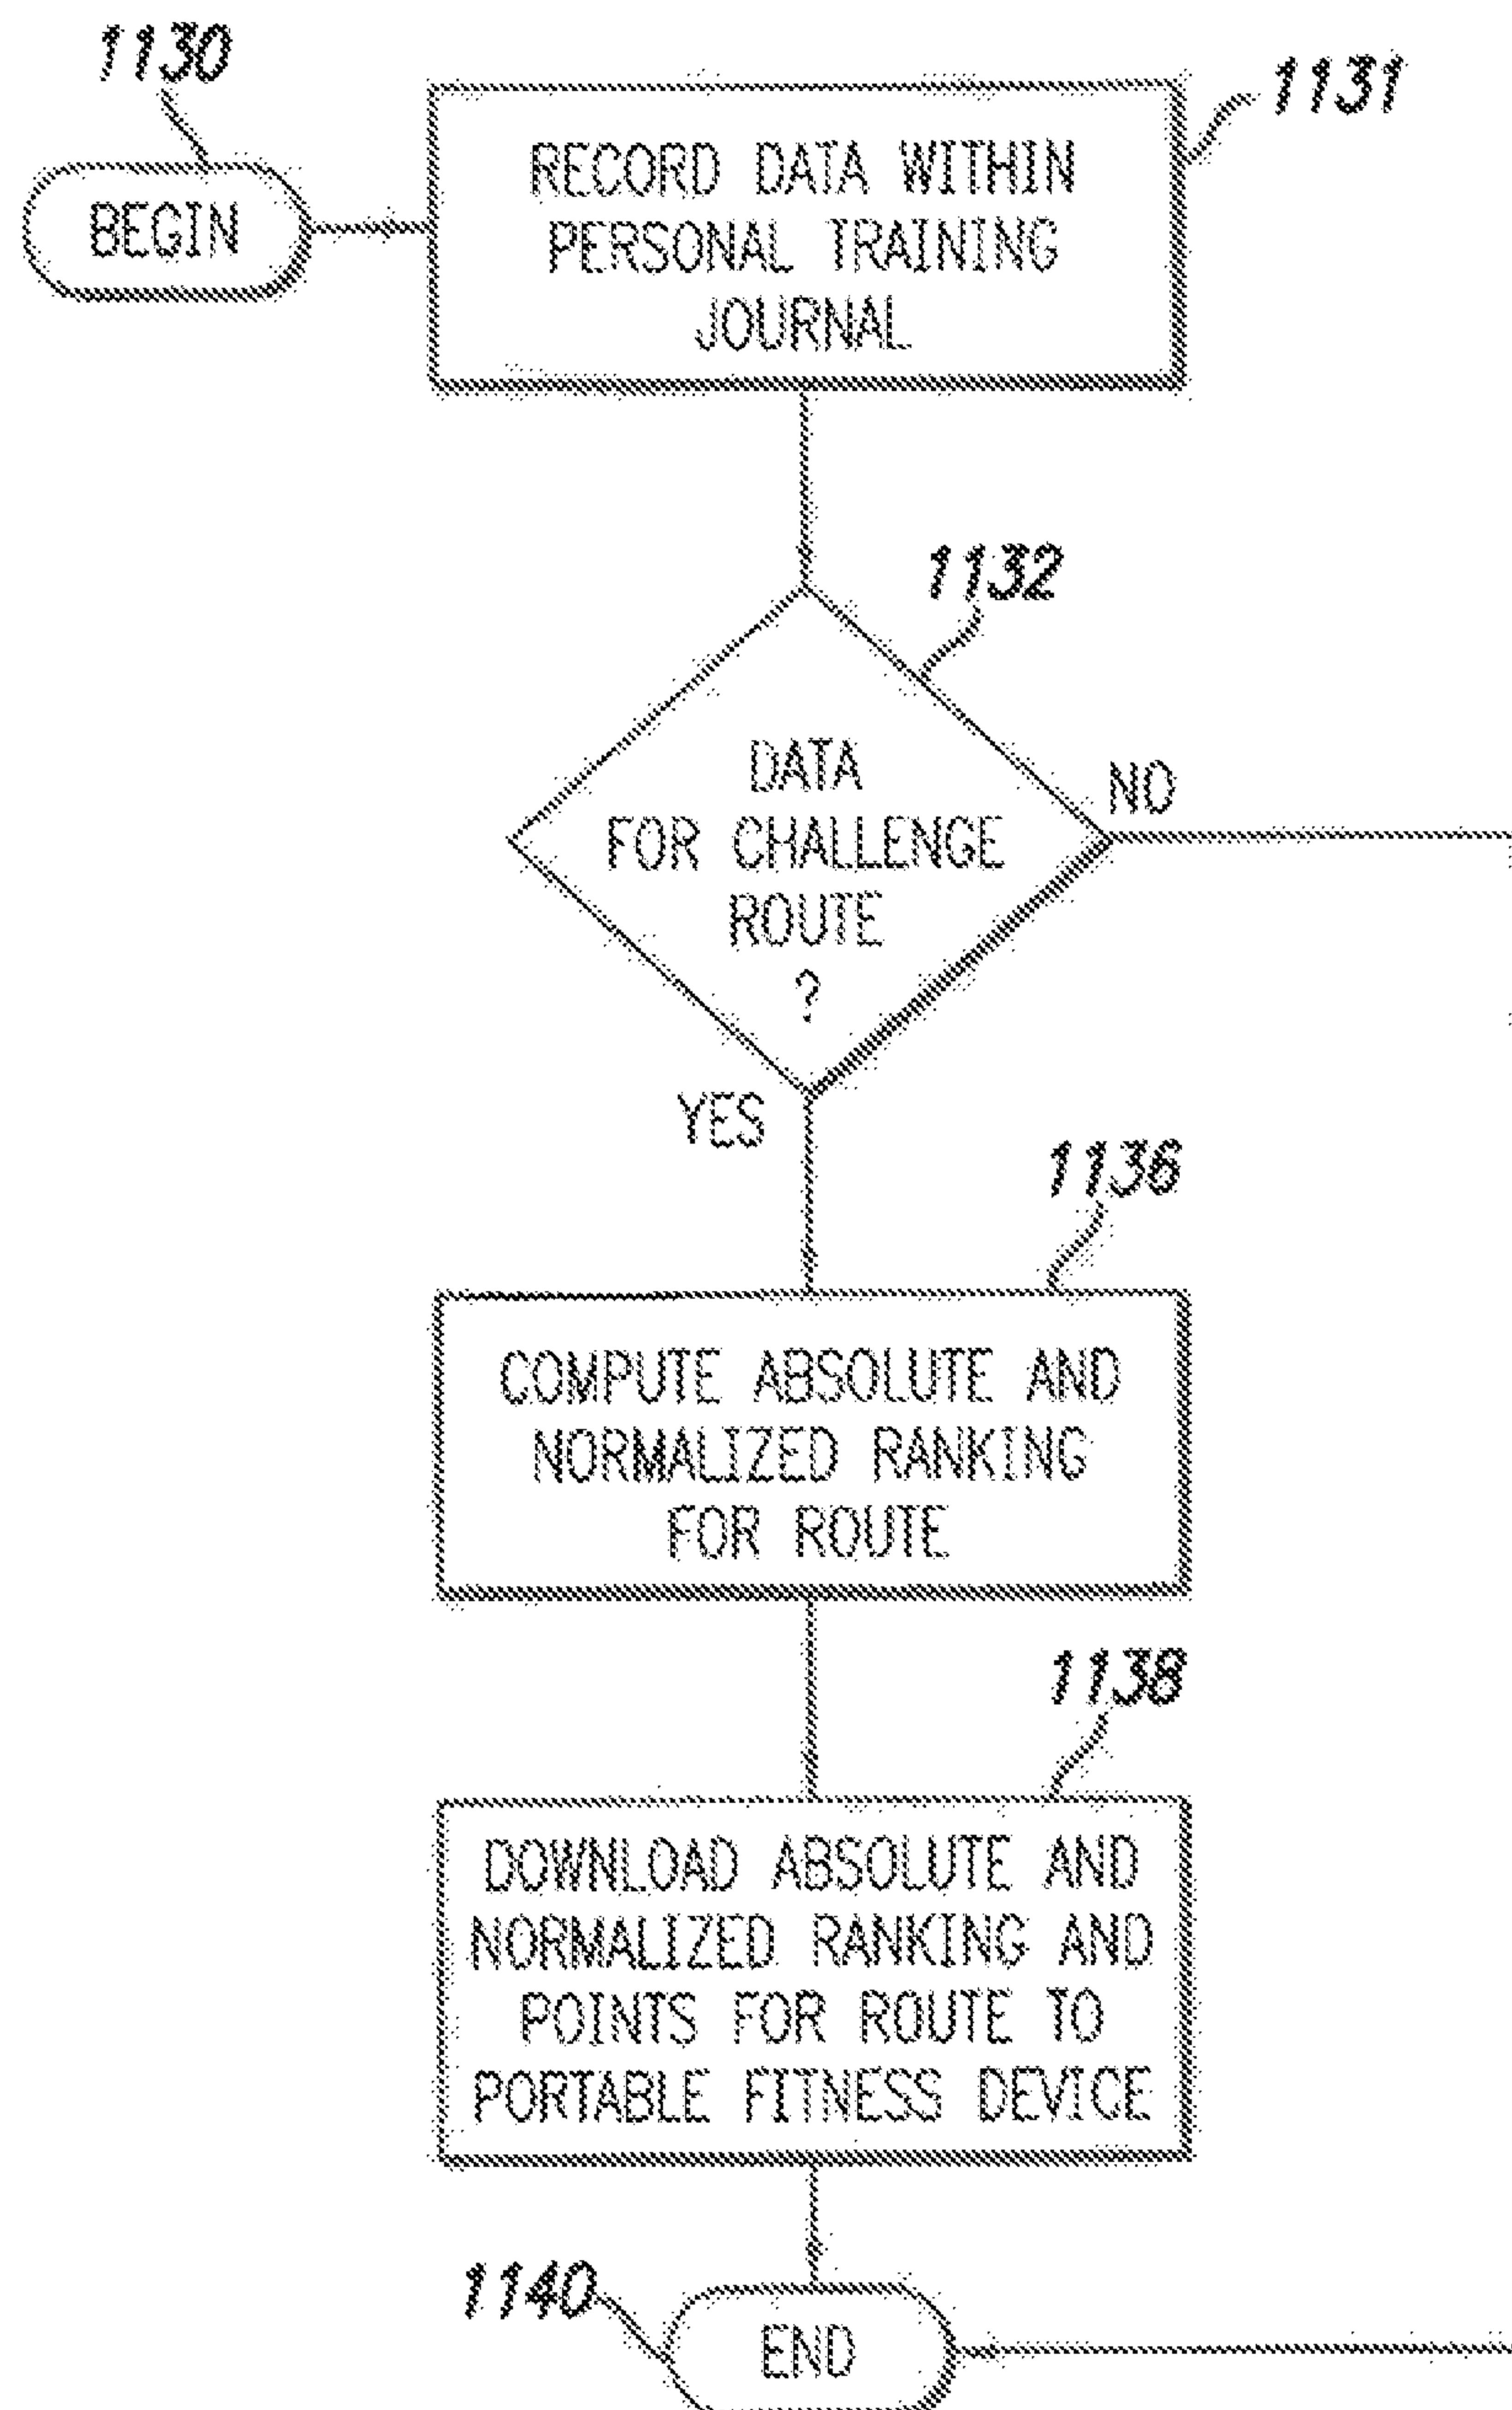 1130
BEGIN
RECORD DATA WITHIN
PERSONAL TRAINING
JOURNAL
1131
1132
DATA
FOR CHALLENGE
ROUTE
?
NO
YES
1136
COMPUTE ABSOLUTE AND
NORMALIZED RANKING
FOR ROUTE
1138
DOWNLOAD ABSOLUTE AND
NORMALIZED RANKING AND
POINTS FOR ROUTE TO
PORTABLE FITNESS DEVICE
1140
END